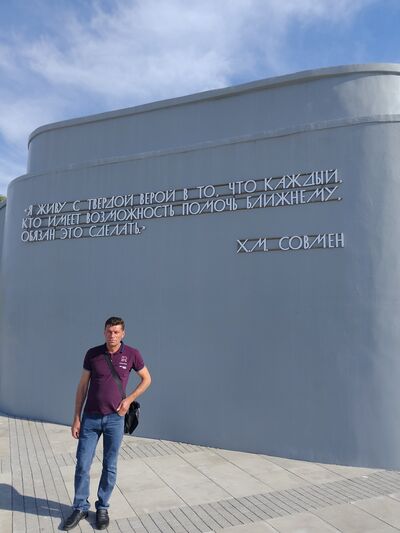 «Я ЖИВУ С ТВЕРДОЙ ВЕРОЙ В ТО, ЧТО КАЖДЫЙ,
КТО ИМЕЕТ ВОЗМОЖНОСТЬ ПОМОЧЬ БЛИЖНЕМУ,
ОБЯЗАН ЭТО СДЕЛАТЬ»
Х.М. СОВМЕН